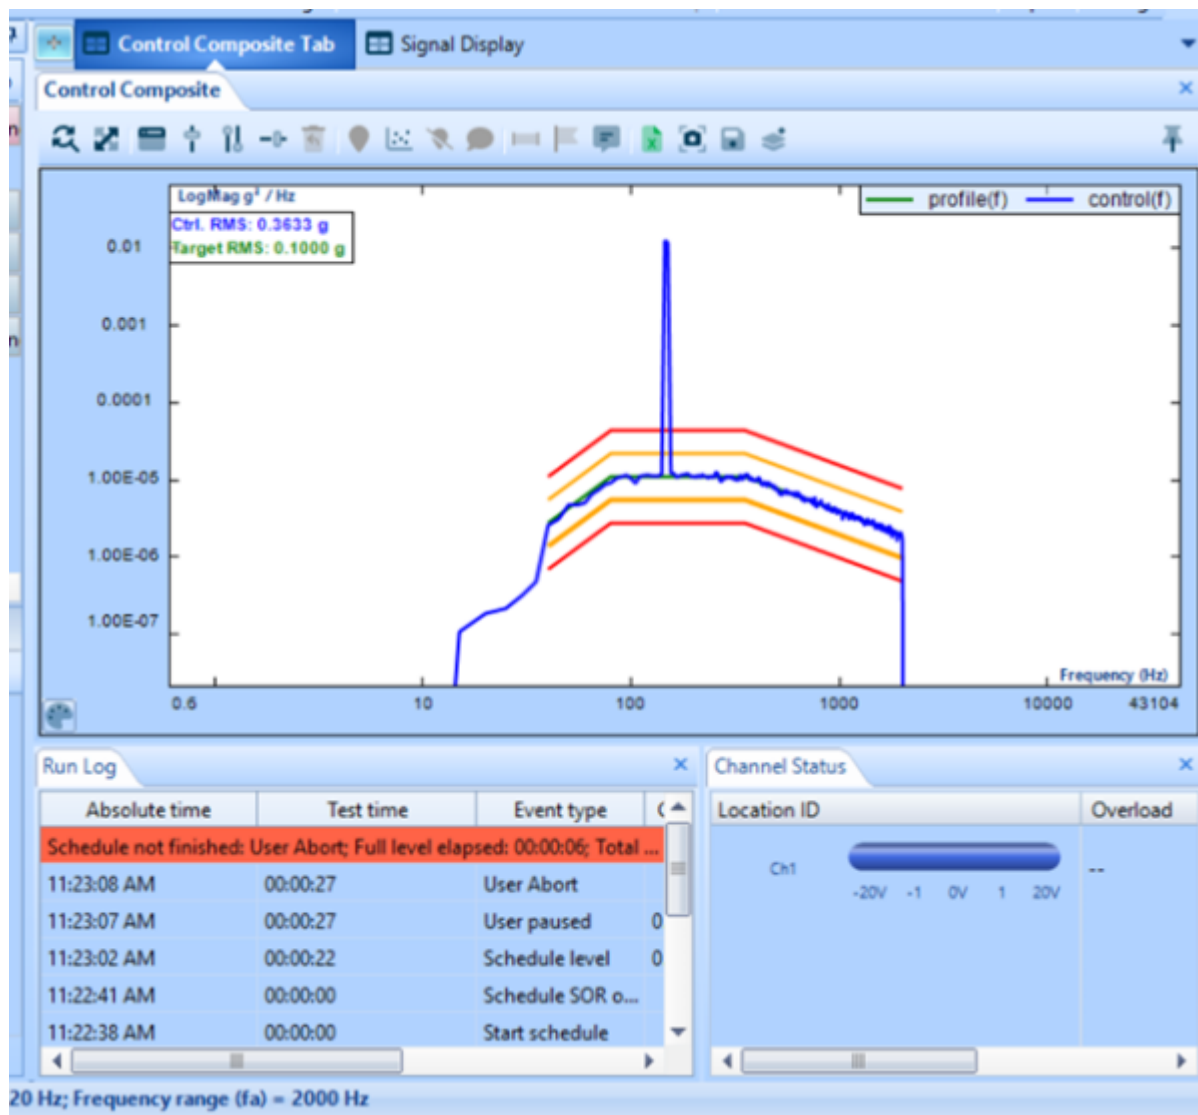 Control Composite Tab
Signal Display
Control Composite
LogMag g² / Hz
profile(f)
control(f)
Ctrl. RMS: 0.3633 g
Target RMS: 0.1000 g
0.01
0.001
0.0001
1.00E-05
1.00E-06
1.00E-07
Frequency (Hz)
0.6
10
100
1000
10000
43104
Run Log
Absolute time
Test time
Event type
Schedule not finished: User Abort; Full level elapsed: 00:00:06; Total ...
11:23:08 AM 00:00:27 User Abort
11:23:07 AM 00:00:27 User paused 0
11:23:02 AM 00:00:22 Schedule level 0
11:22:41 AM 00:00:00 Schedule SOR o...
11:22:38 AM 00:00:00 Start schedule
Channel Status
Location ID
Overload
Ch1
--
-20V -1 0V 1 20V
20 Hz; Frequency range (fa) = 2000 Hz